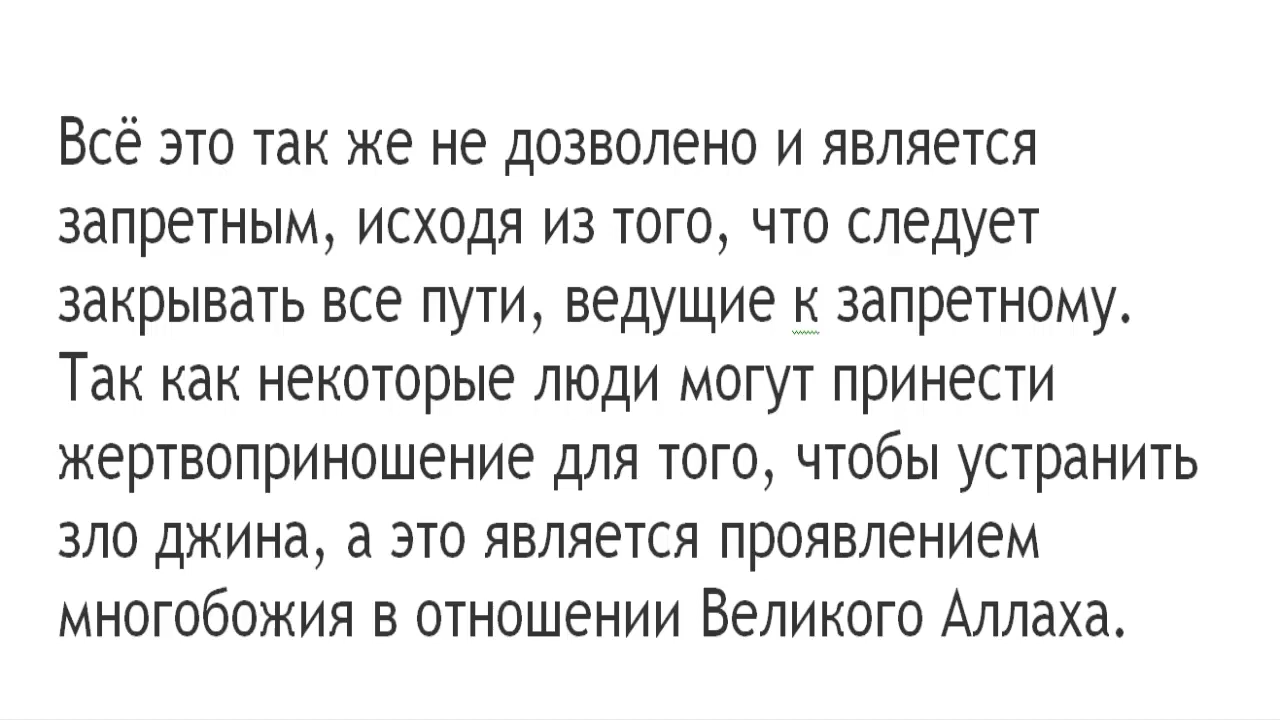 Всё это так же не дозволено и является
запретным, исходя из того, что следует
закрывать все пути, ведущие к запретному.
Так как некоторые люди могут принести
жертвоприношение для того, чтобы устранить
зло джина, а это является проявлением
многобожия в отношении Великого Аллаха.